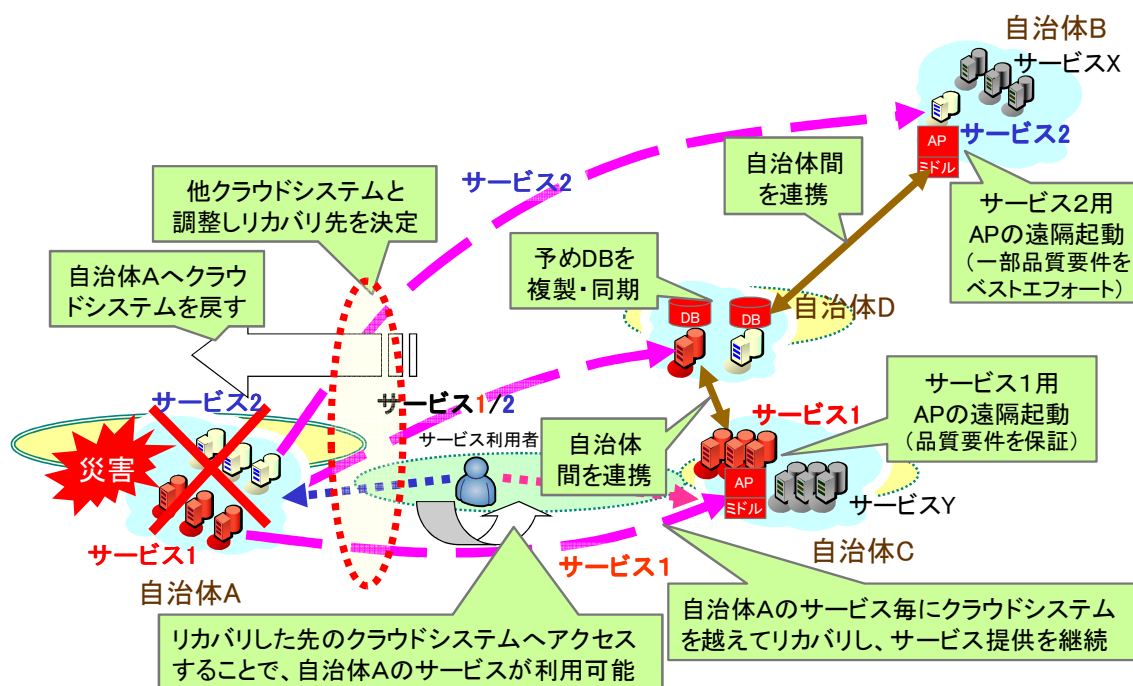 自治体B
サービスX
サービス2
AP
ミドル
サービス2
自治体間
を連携
他クラウドシステムと
調整しリカバリ先を決定
サービス２用
APの遠隔起動
（一部品質要件を
ベストエフォート）
自治体Aへクラウ
ドシステムを戻す
予めDBを
複製・同期
DB
DB
自治体D
サービス2
サービス1/2
サービス利用者
サービス1
サービス１用
APの遠隔起動
（品質要件を保証）
災害
自治体
間を連携
AP
ミドル
サービスY
サービス1
サービス1
自治体C
自治体A
リカバリした先のクラウドシステムへアクセス
することで、自治体Aのサービスが利用可能
自治体Aのサービス毎にクラウドシステム
を越えてリカバリし、サービス提供を継続